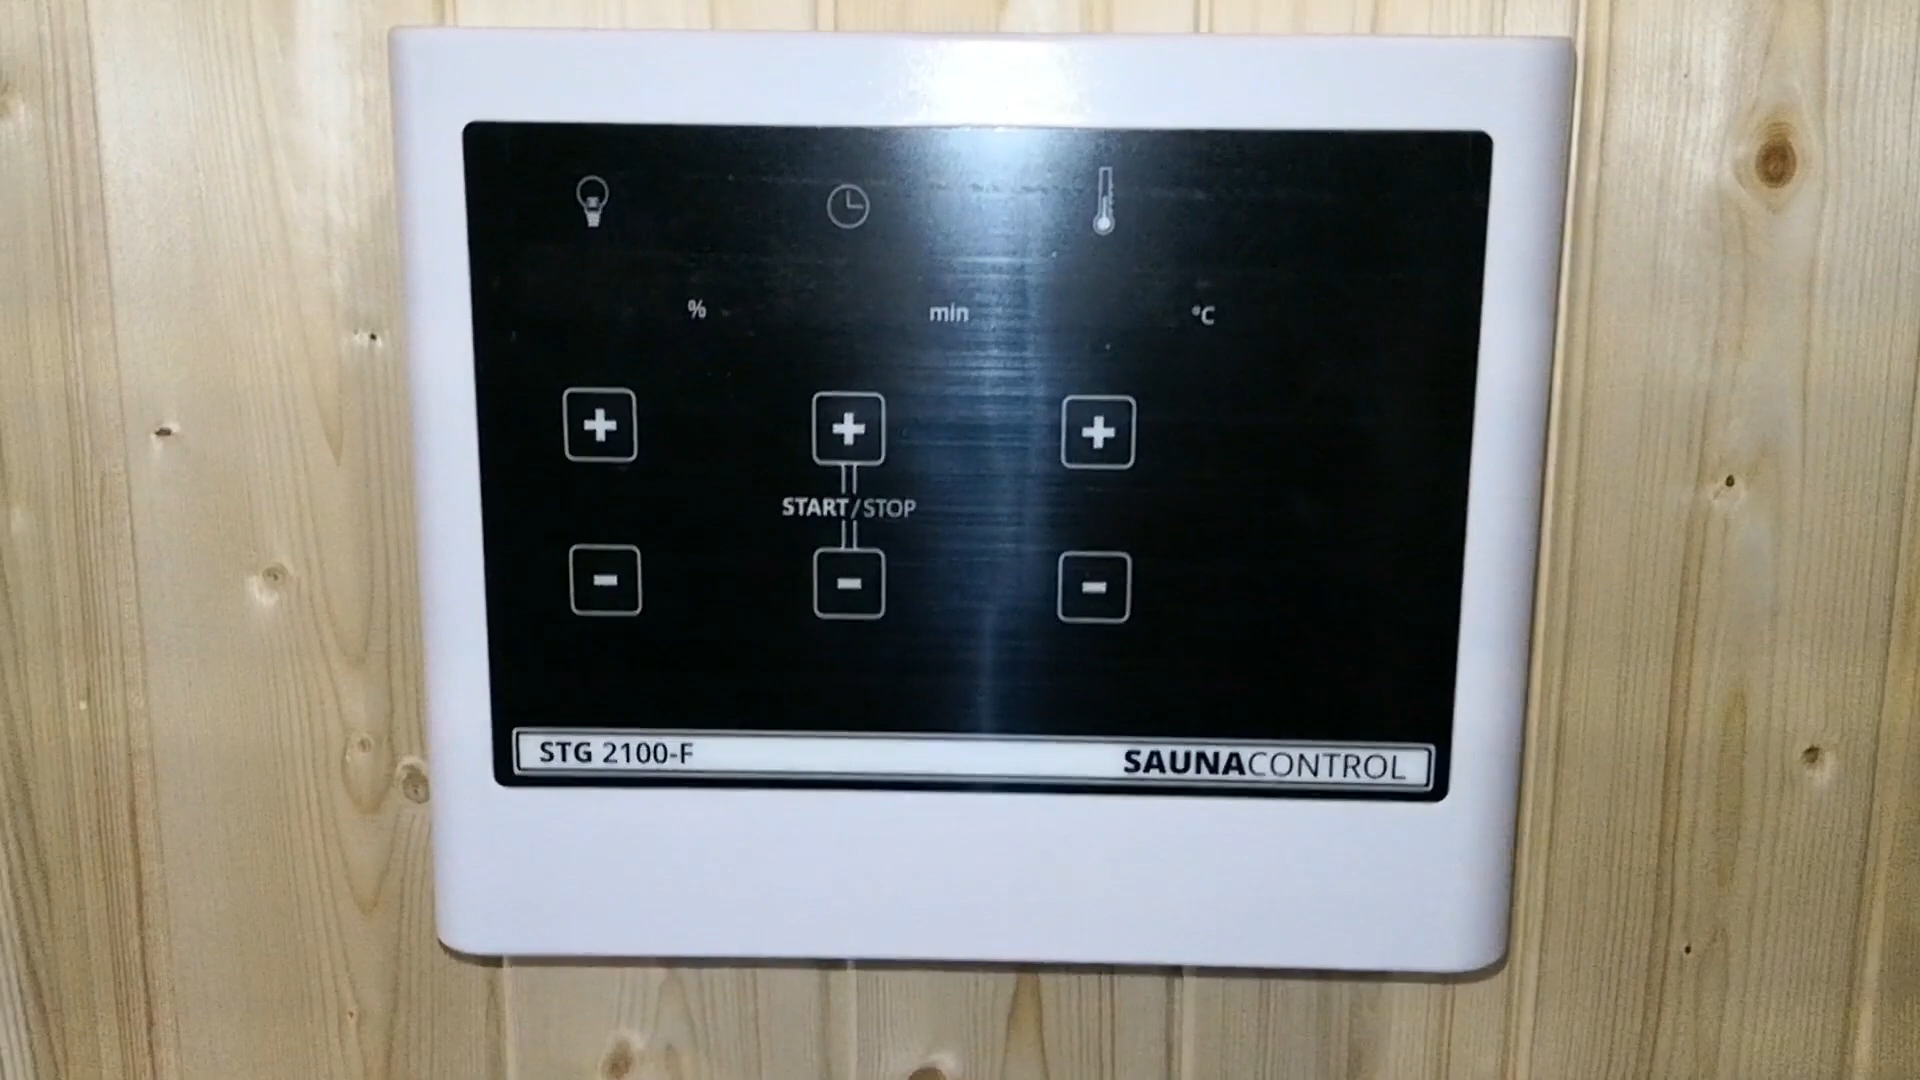 % min °C
+ + +
START/STOP
- - -
STG 2100-F SAUNACONTROL